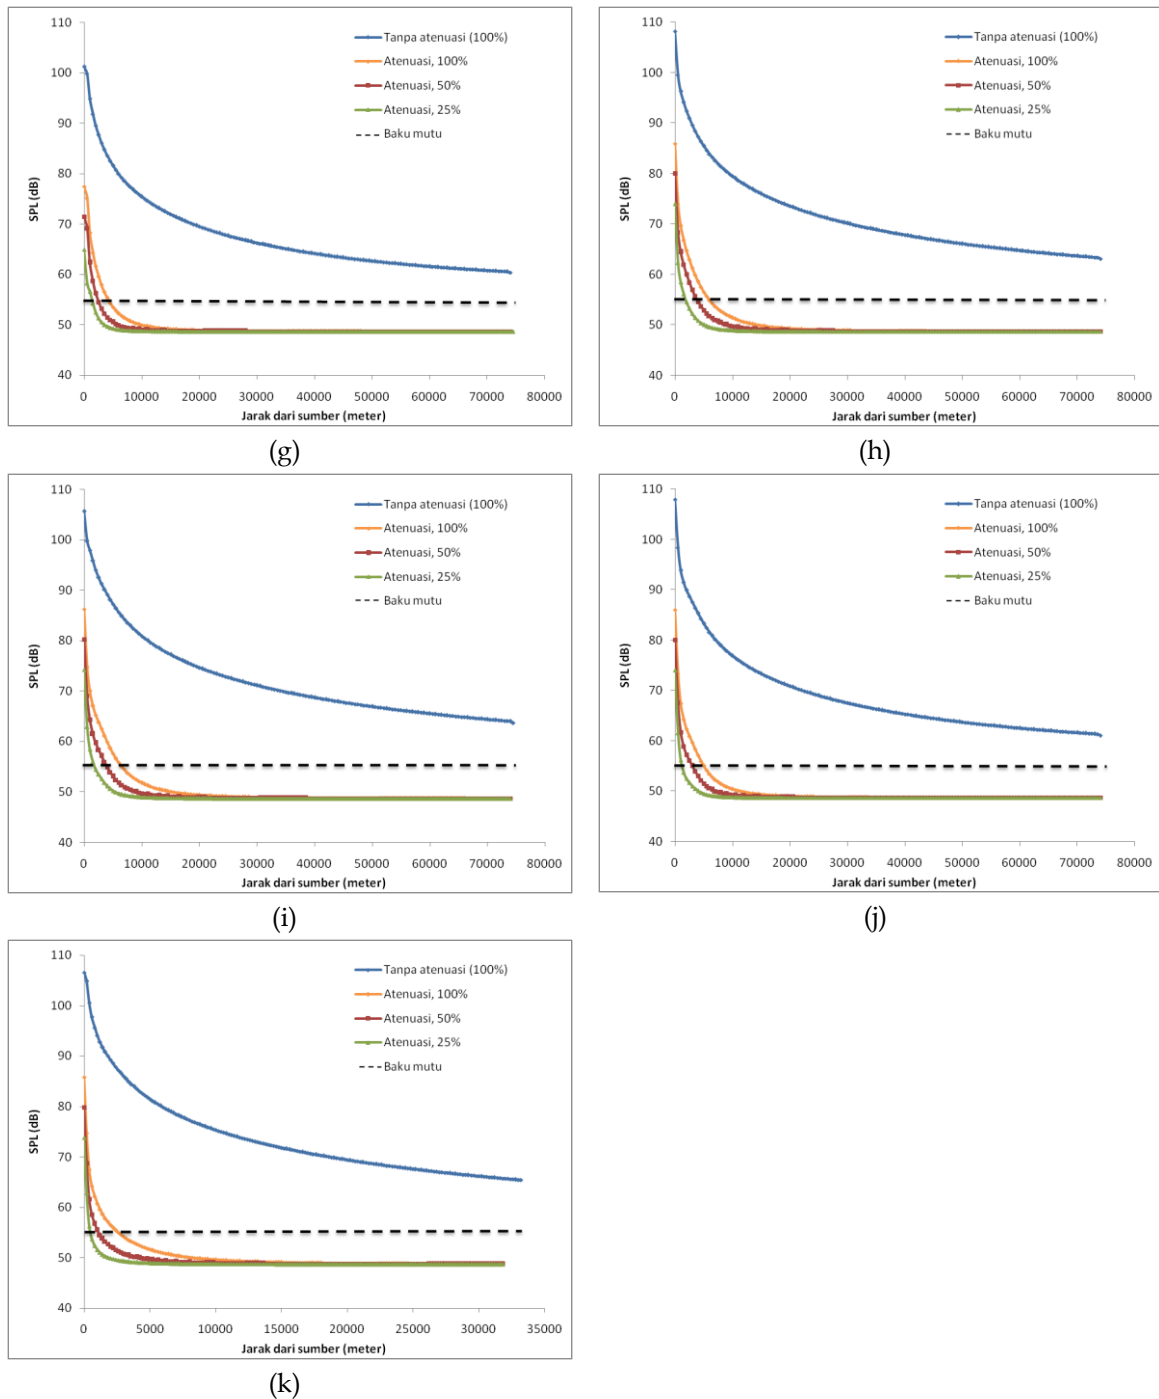 110
100
90
80
70
60
50
40
SPL (dB)
Tanpa atenuasi (100%)
Atenuasi, 100%
Atenuasi, 50%
Atenuasi, 25%
Baku mutu
0 10000 20000 30000 40000 50000 60000 70000 80000
Jarak dari sumber (meter)
(g)
110
100
90
80
70
60
50
40
SPL (dB)
Tanpa atenuasi (100%)
Atenuasi, 100%
Atenuasi, 50%
Atenuasi, 25%
Baku mutu
0 10000 20000 30000 40000 50000 60000 70000 80000
Jarak dari sumber (meter)
(h)
110
100
90
80
70
60
50
40
SPL (dB)
Tanpa atenuasi (100%)
Atenuasi, 100%
Atenuasi, 50%
Atenuasi, 25%
Baku mutu
0 10000 20000 30000 40000 50000 60000 70000 80000
Jarak dari sumber (meter)
(i)
110
100
90
80
70
60
50
40
SPL (dB)
Tanpa atenuasi (100%)
Atenuasi, 100%
Atenuasi, 50%
Atenuasi, 25%
Baku mutu
0 10000 20000 30000 40000 50000 60000 70000 80000
Jarak dari sumber (meter)
(j)
110
100
90
80
70
60
50
40
SPL (dB)
Tanpa atenuasi (100%)
Atenuasi, 100%
Atenuasi, 50%
Atenuasi, 25%
Baku mutu
0 5000 10000 15000 20000 25000 30000 35000
Jarak dari sumber (meter)
(k)